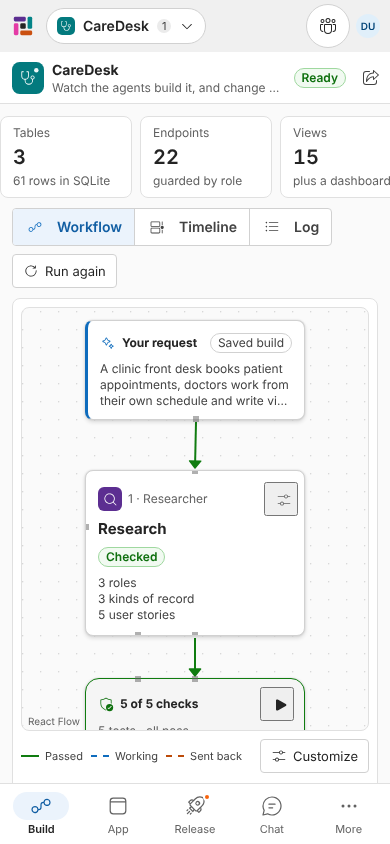 CareDesk 1
DU
CareDesk
Watch the agents build it, and change ...
Ready
Tables
3
61 rows in SQLite
Endpoints
22
guarded by role
Views
15
plus a dashboard
Workflow
Timeline
Log
Run again
Your request
Saved build
A clinic front desk books patient
appointments, doctors work from
their own schedule and write vi...
1 · Researcher
Research
Checked
3 roles
3 kinds of record
5 user stories
5 of 5 checks
5 tests · all pass
React Flow
Passed
Working
Sent back
Customize
Build
App
Release
Chat
More